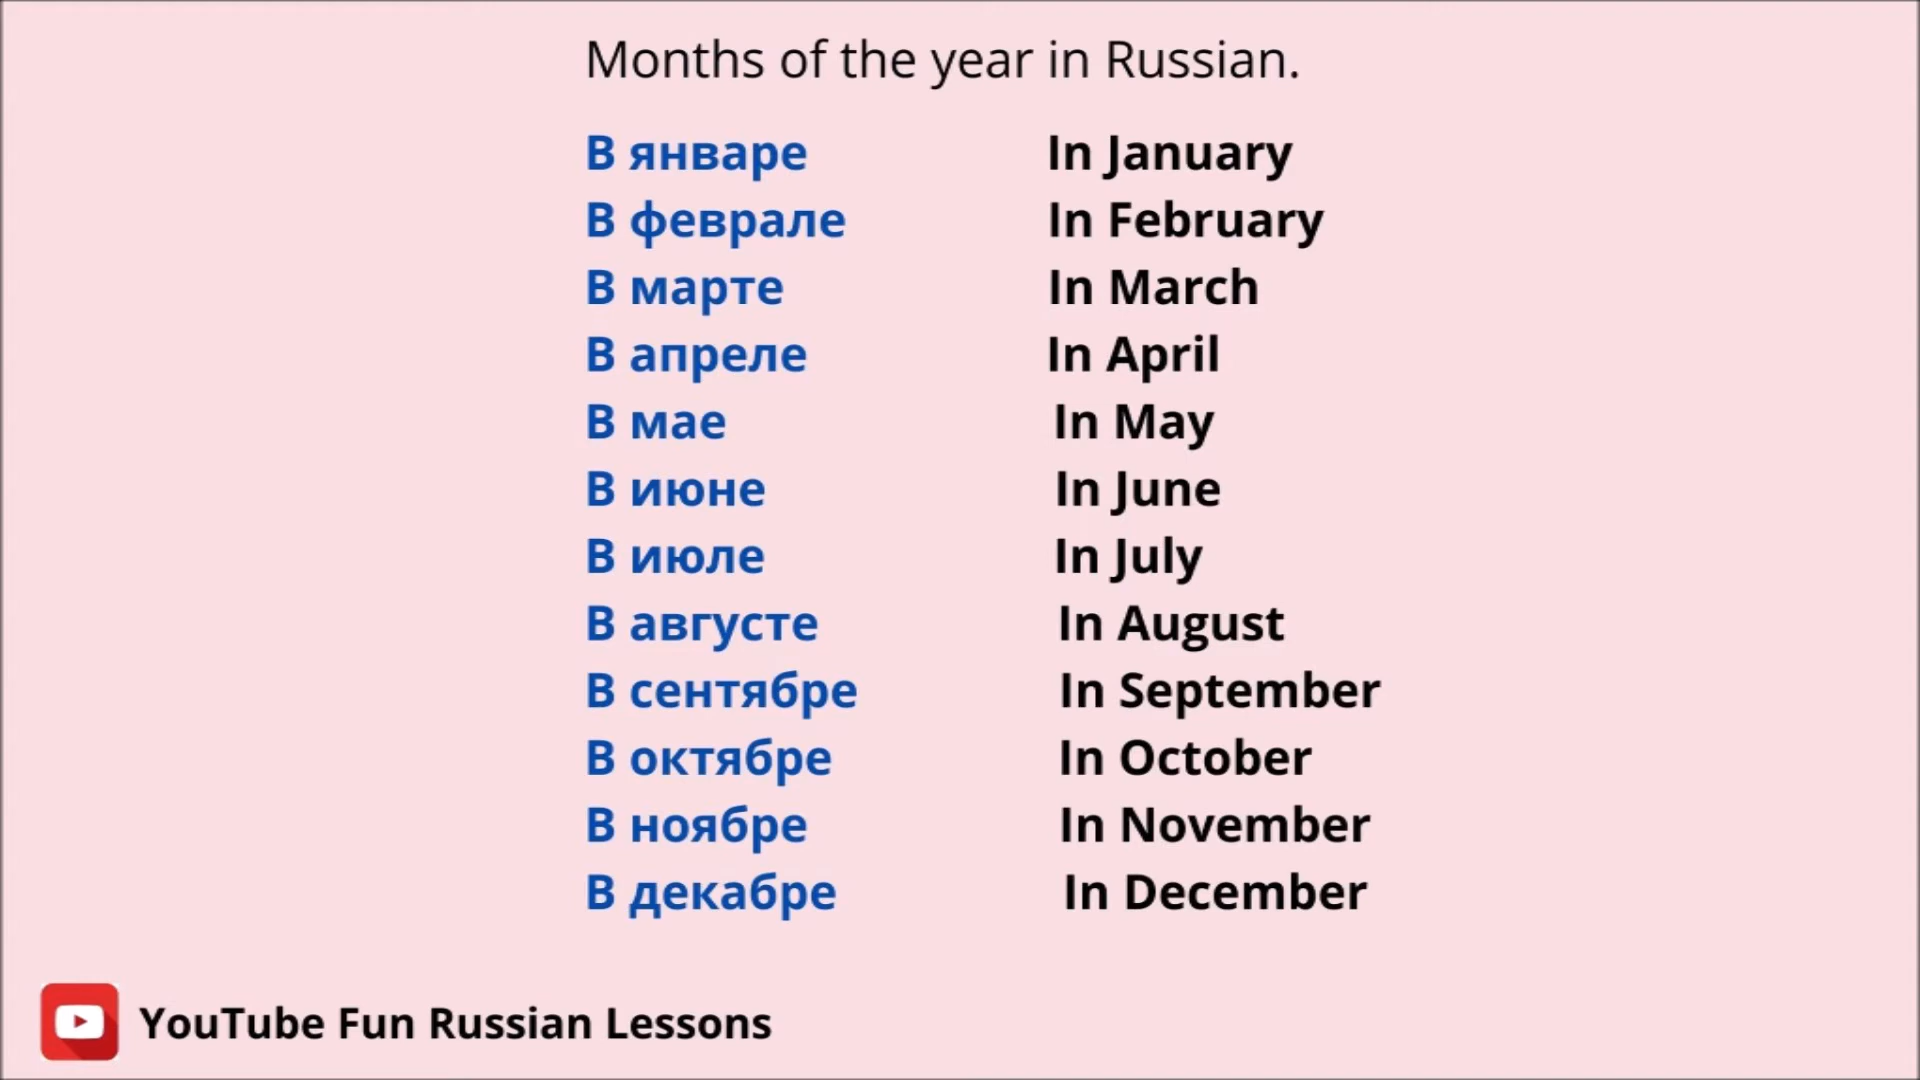 Months of the year in Russian.
В январе In January
В феврале In February
В марте In March
В апреле In April
В мае In May
В июне In June
В июле In July
В августе In August
В сентябре In September
В октябре In October
В ноябре In November
В декабре In December
YouTube Fun Russian Lessons